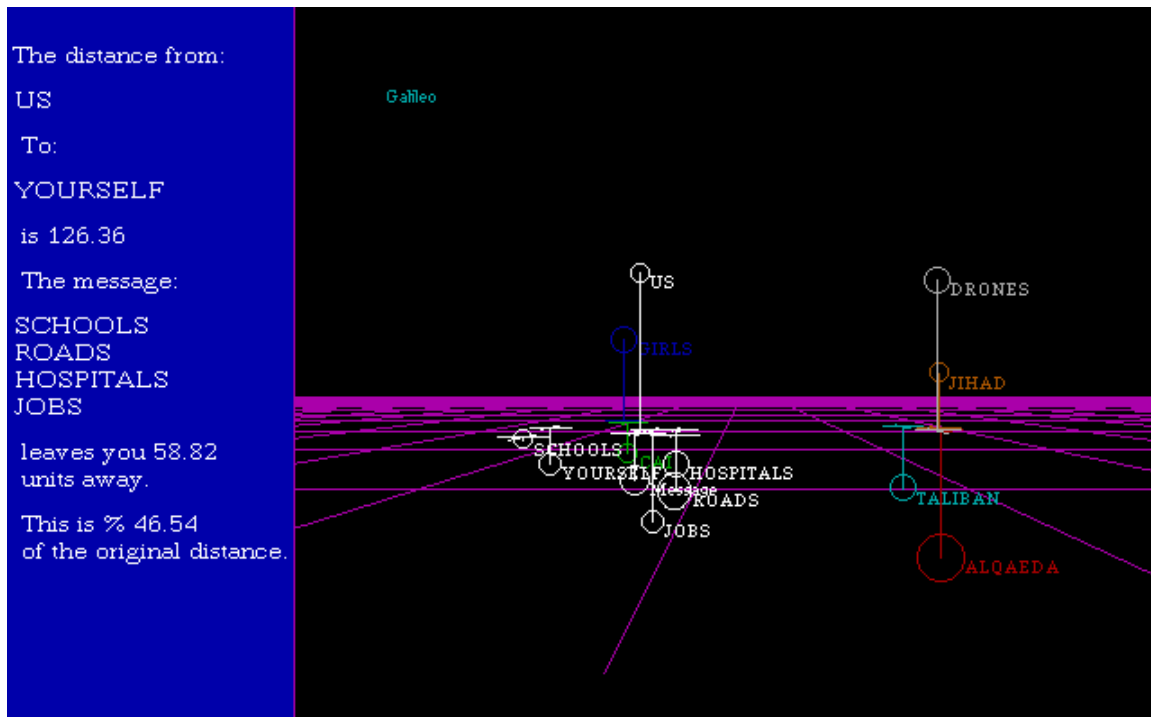 The distance from:
US
To:
YOURSELF
is 126.36
The message:
SCHOOLS
ROADS
HOSPITALS
JOBS
leaves you 58.82
units away.
This is % 46.54
of the original distance.
Galileo
US
DRONES
GIRLS
JIHAD
SCHOOLS
CAT
YOURSELF
HOSPITALS
Message
ROADS
TALIBAN
JOBS
ALQAEDA